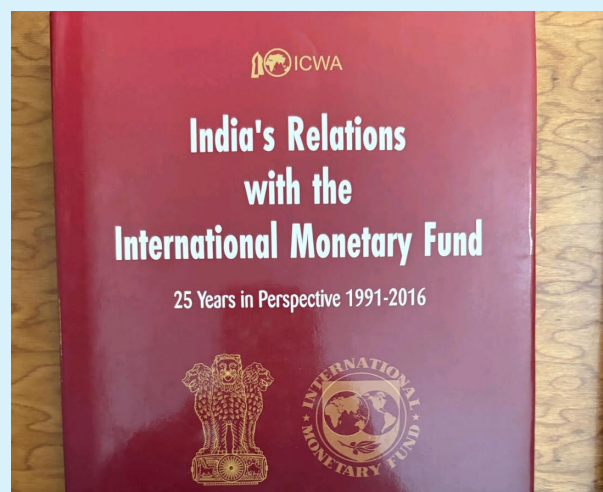 ICWA
India's Relations
with the
International Monetary Fund
25 Years in Perspective 1991-2016
INTERNATIONAL
MONETARY FUND